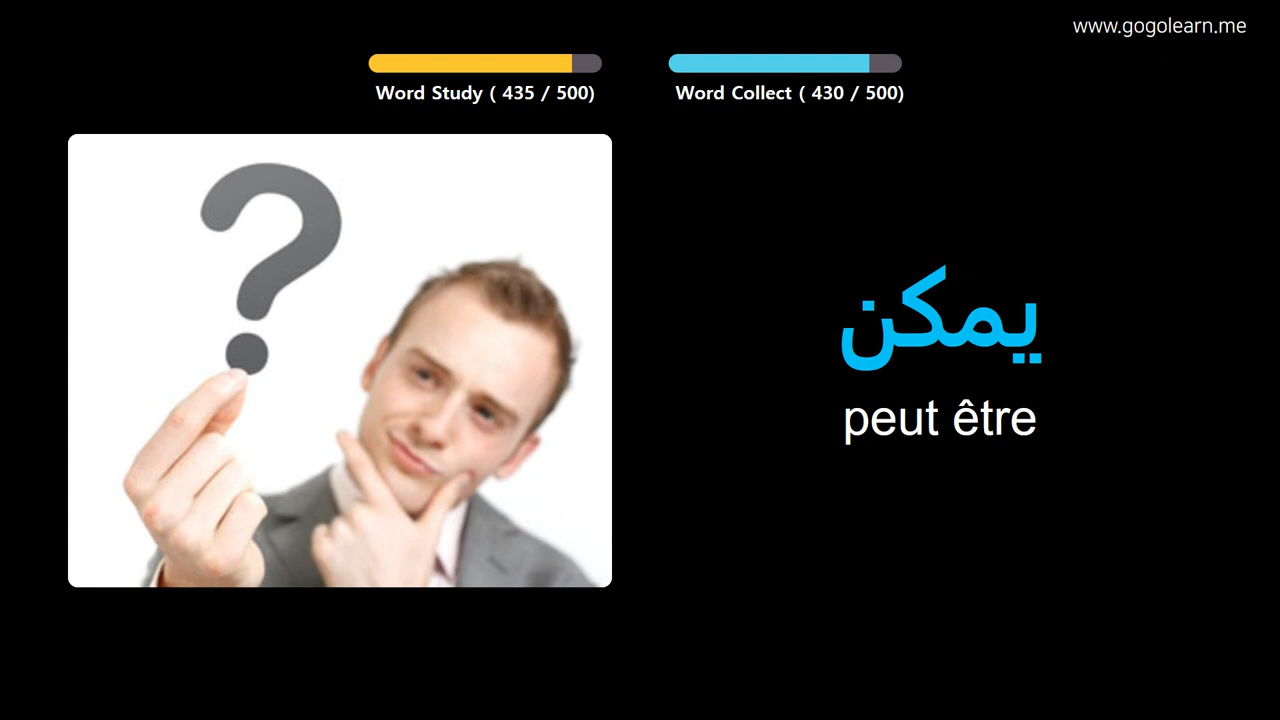 www.gogolearn.me
Word Study ( 435 / 500)
Word Collect ( 430 / 500)
?
يمكن
peut être